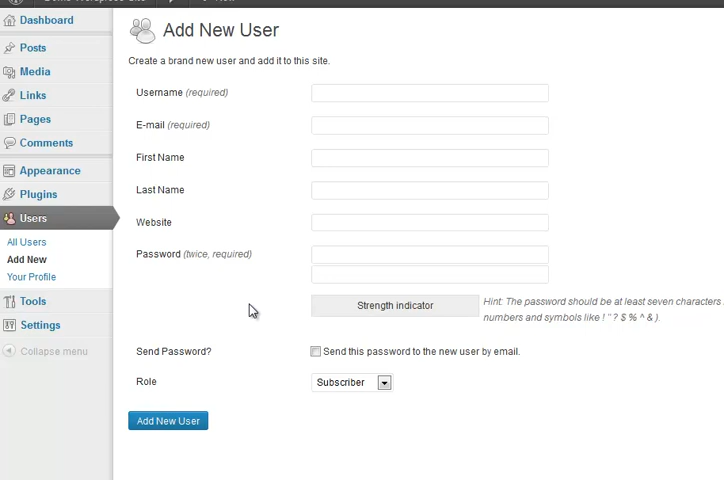 Dashboard
Posts
Media
Links
Pages
Comments
Appearance
Plugins
Users
All Users
Add New
Your Profile
Tools
Settings
Collapse menu
Add New User
Create a brand new user and add it to this site.
Username (required)
E-mail (required)
First Name
Last Name
Website
Password (twice, required)
Strength indicator
Hint: The password should be at least seven characters
numbers and symbols like ! " ? $ % ^ & ).
Send Password?
Send this password to the new user by email.
Role
Subscriber
Add New User